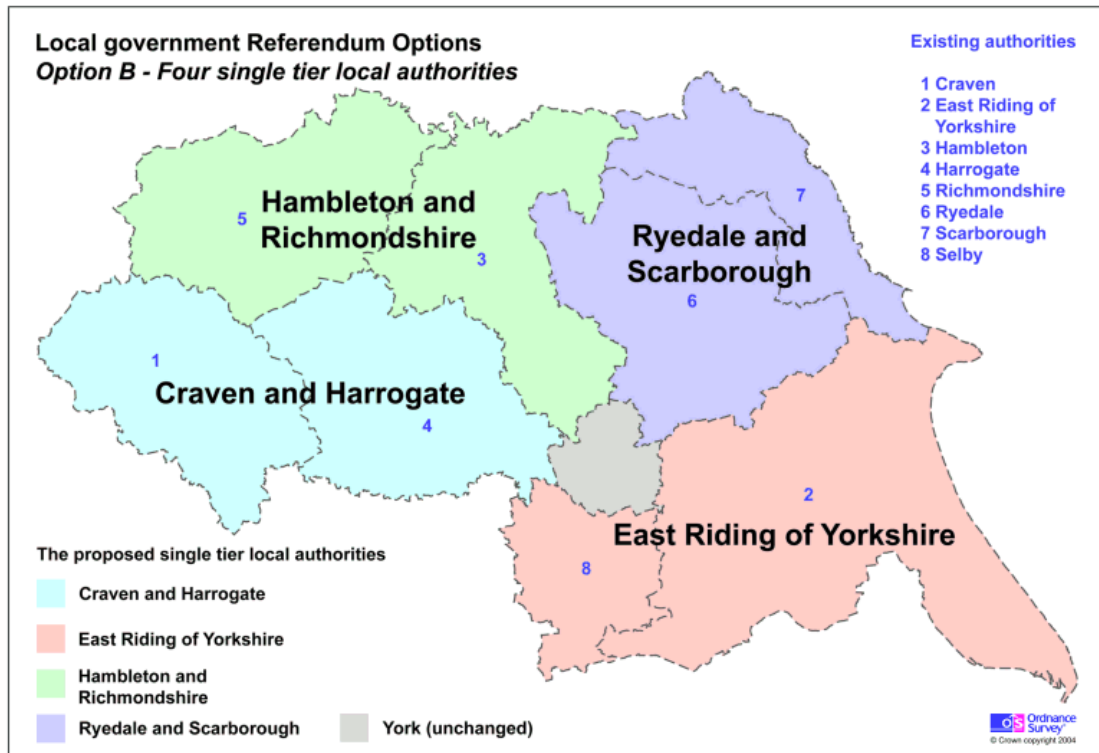 Local government Referendum Options
Option B - Four single tier local authorities
Existing authorities
1 Craven
2 East Riding of
Yorkshire
3 Hambleton
4 Harrogate
5 Richmondshire
6 Ryedale
7 Scarborough
8 Selby
Hambleton and
Richmondshire
5
3
Ryedale and
Scarborough
7
6
1
Craven and Harrogate
4
2
East Riding of Yorkshire
8
The proposed single tier local authorities
Craven and Harrogate
East Riding of Yorkshire
Hambleton and
Richmondshire
Ryedale and Scarborough
York (unchanged)
OS Ordnance
Survey®
© Crown copyright 2004